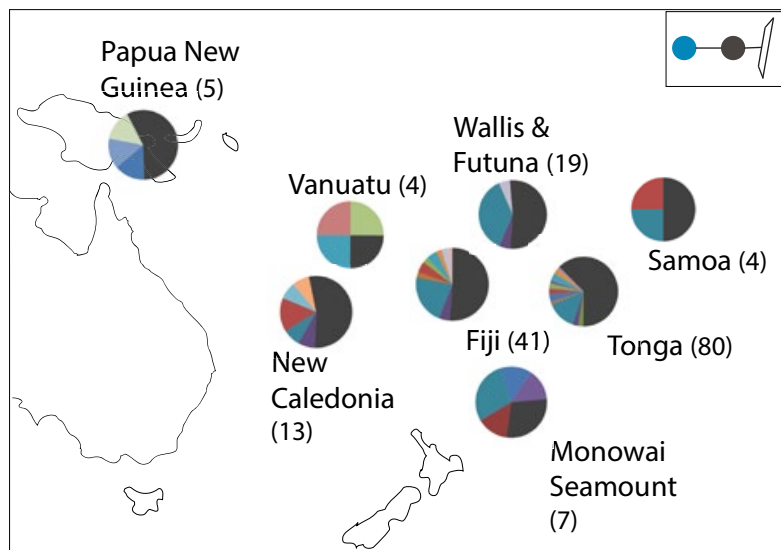 Papua New
Guinea (5)
Wallis &
Futuna (19)
Vanuatu (4)
Samoa (4)
Fiji (41)
Tonga (80)
New
Caledonia
(13)
Monowai
Seamount
(7)